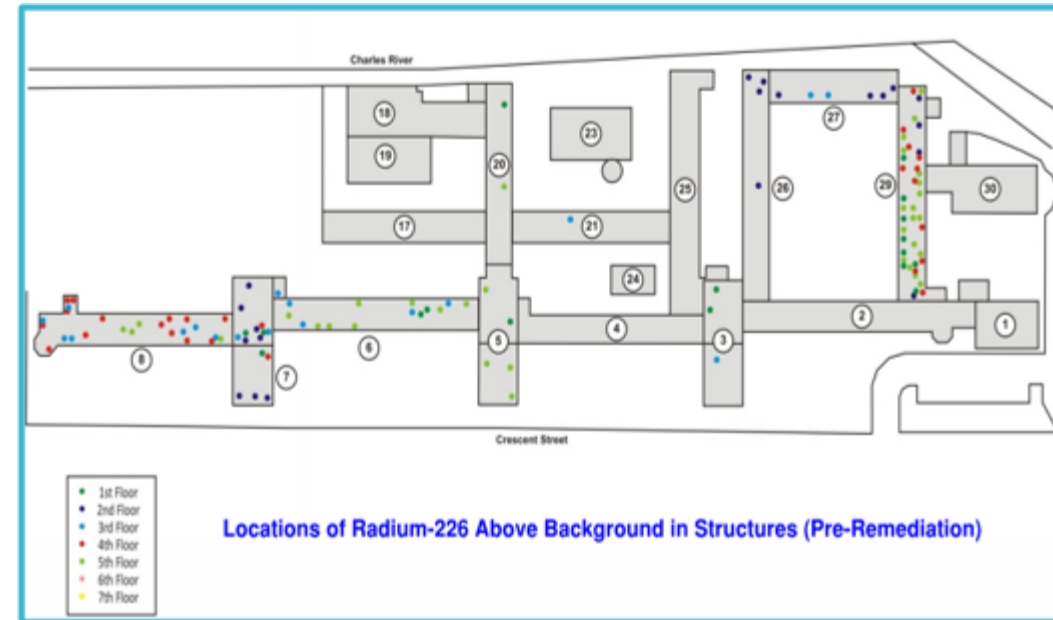 Charles River
18
23
27
19
20
25
26
29
30
17
21
24
1
4
2
5
3
8
6
7
Crescent Street
1st Floor
2nd Floor
3rd Floor
4th Floor
5th Floor
6th Floor
7th Floor
Locations of Radium-226 Above Background in Structures (Pre-Remediation)